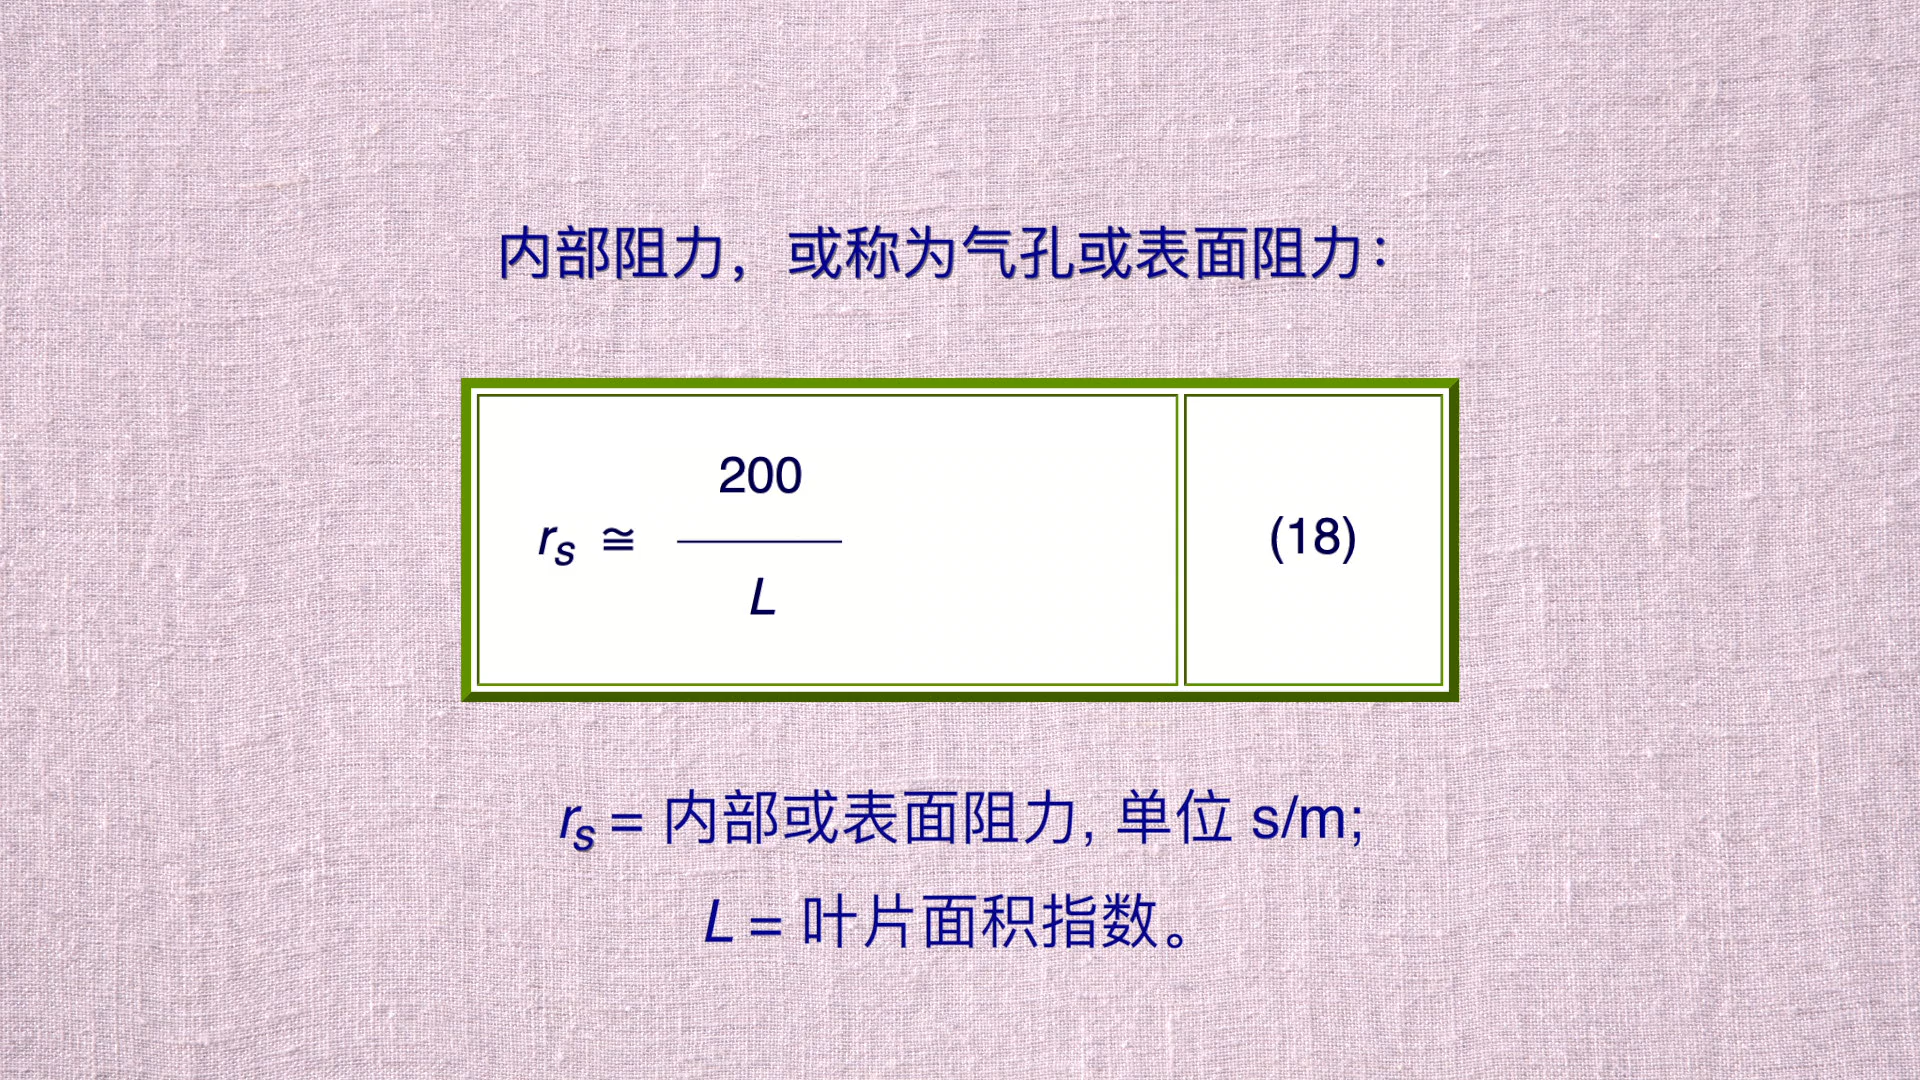 内部阻力，或称为气孔或表面阻力：
200
rs ≅
L
(18)
rs = 内部或表面阻力, 单位 s/m;
L = 叶片面积指数。